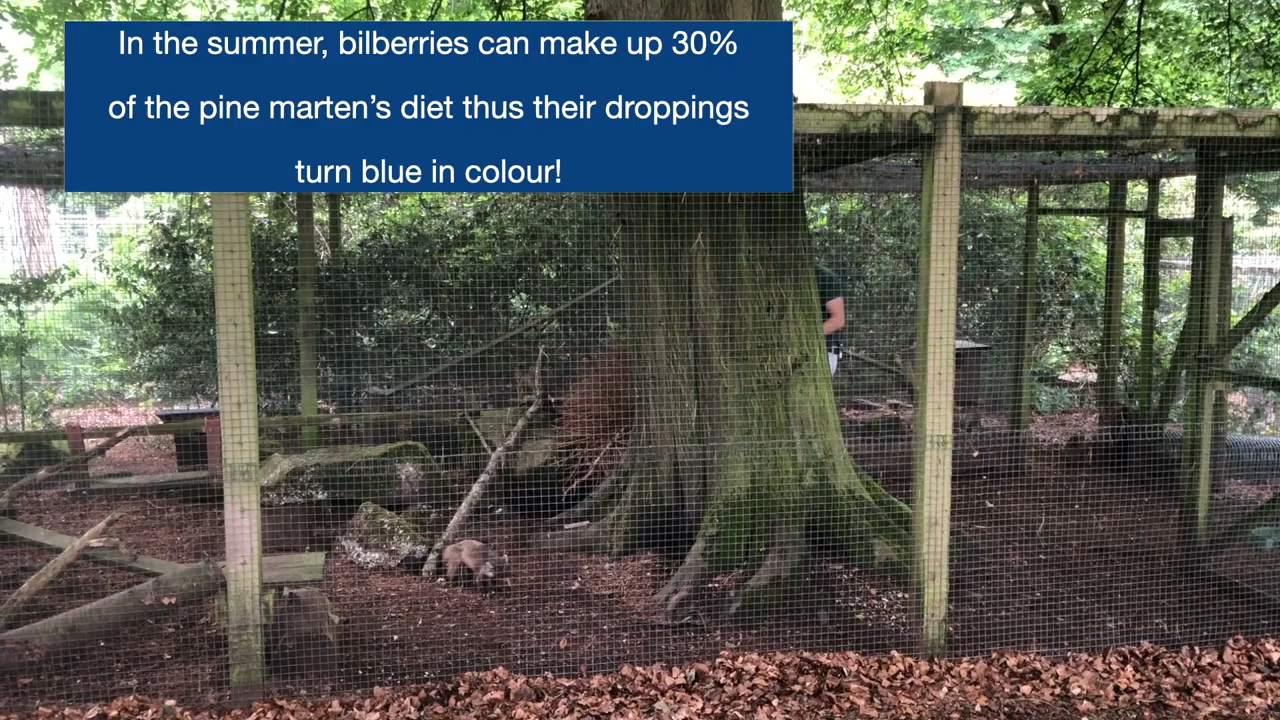 In the summer, bilberries can make up 30%
of the pine marten’s diet thus their droppings
turn blue in colour!